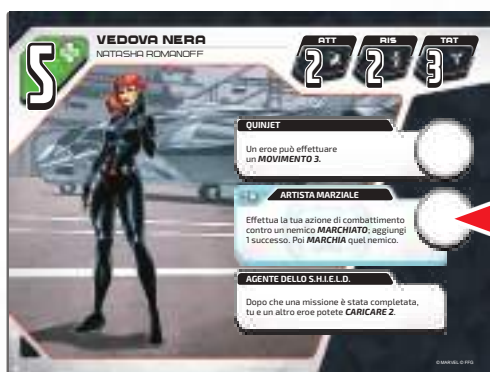 5
VEDOVA NERA
NATASHA ROMANOFF
ATT
RIS
TAT
2
2
3
QUINJET
Un eroe può effettuare
un MOVIMENTO 3.
ARTISTA MARZIALE
Effettua la tua azione di combattimento
contro un nemico MARCHIATO; aggiungi
1 successo. Poi MARCHIA quel nemico.
AGENTE DELLO S.H.I.E.L.D.
Dopo che una missione è stata completata,
tu e un altro eroe potete CARICARE 2.
© MARVEL © FFG